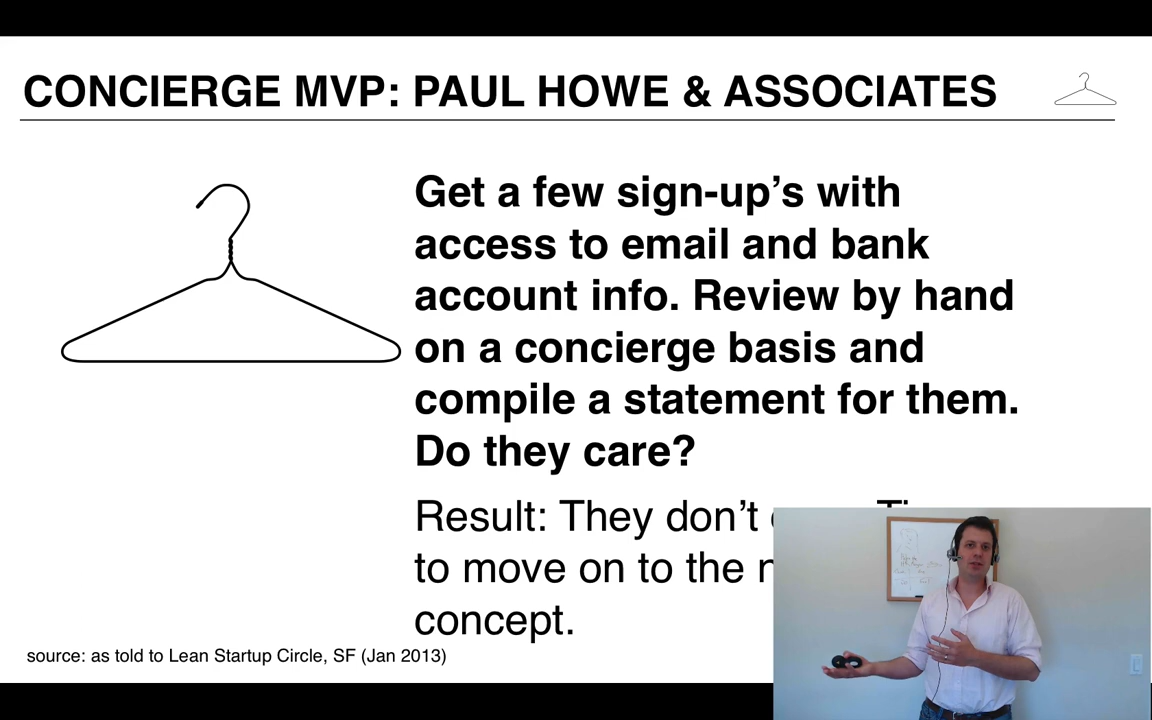 CONCIERGE MVP: PAUL HOWE & ASSOCIATES
Get a few sign-up’s with
access to email and bank
account info. Review by hand
on a concierge basis and
compile a statement for them.
Do they care?
Result: They don’t
to move on to the
concept.
source: as told to Lean Startup Circle, SF (Jan 2013)